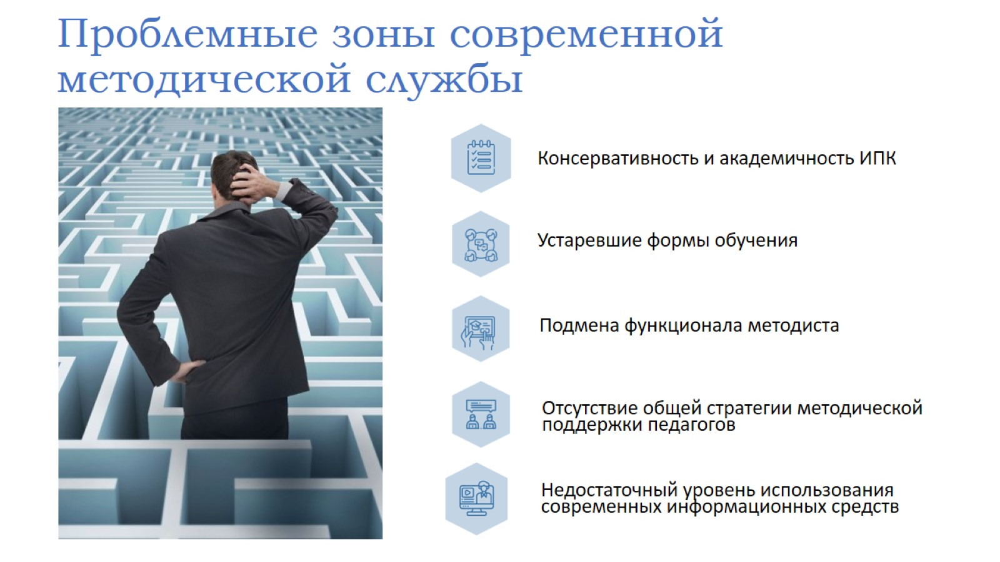 Проблемные зоны современной
методической службы
Консервативность и академичность ИПК
Устаревшие формы обучения
Подмена функционала методиста
Отсутствие общей стратегии методической
поддержки педагогов
Недостаточный уровень использования
современных информационных средств